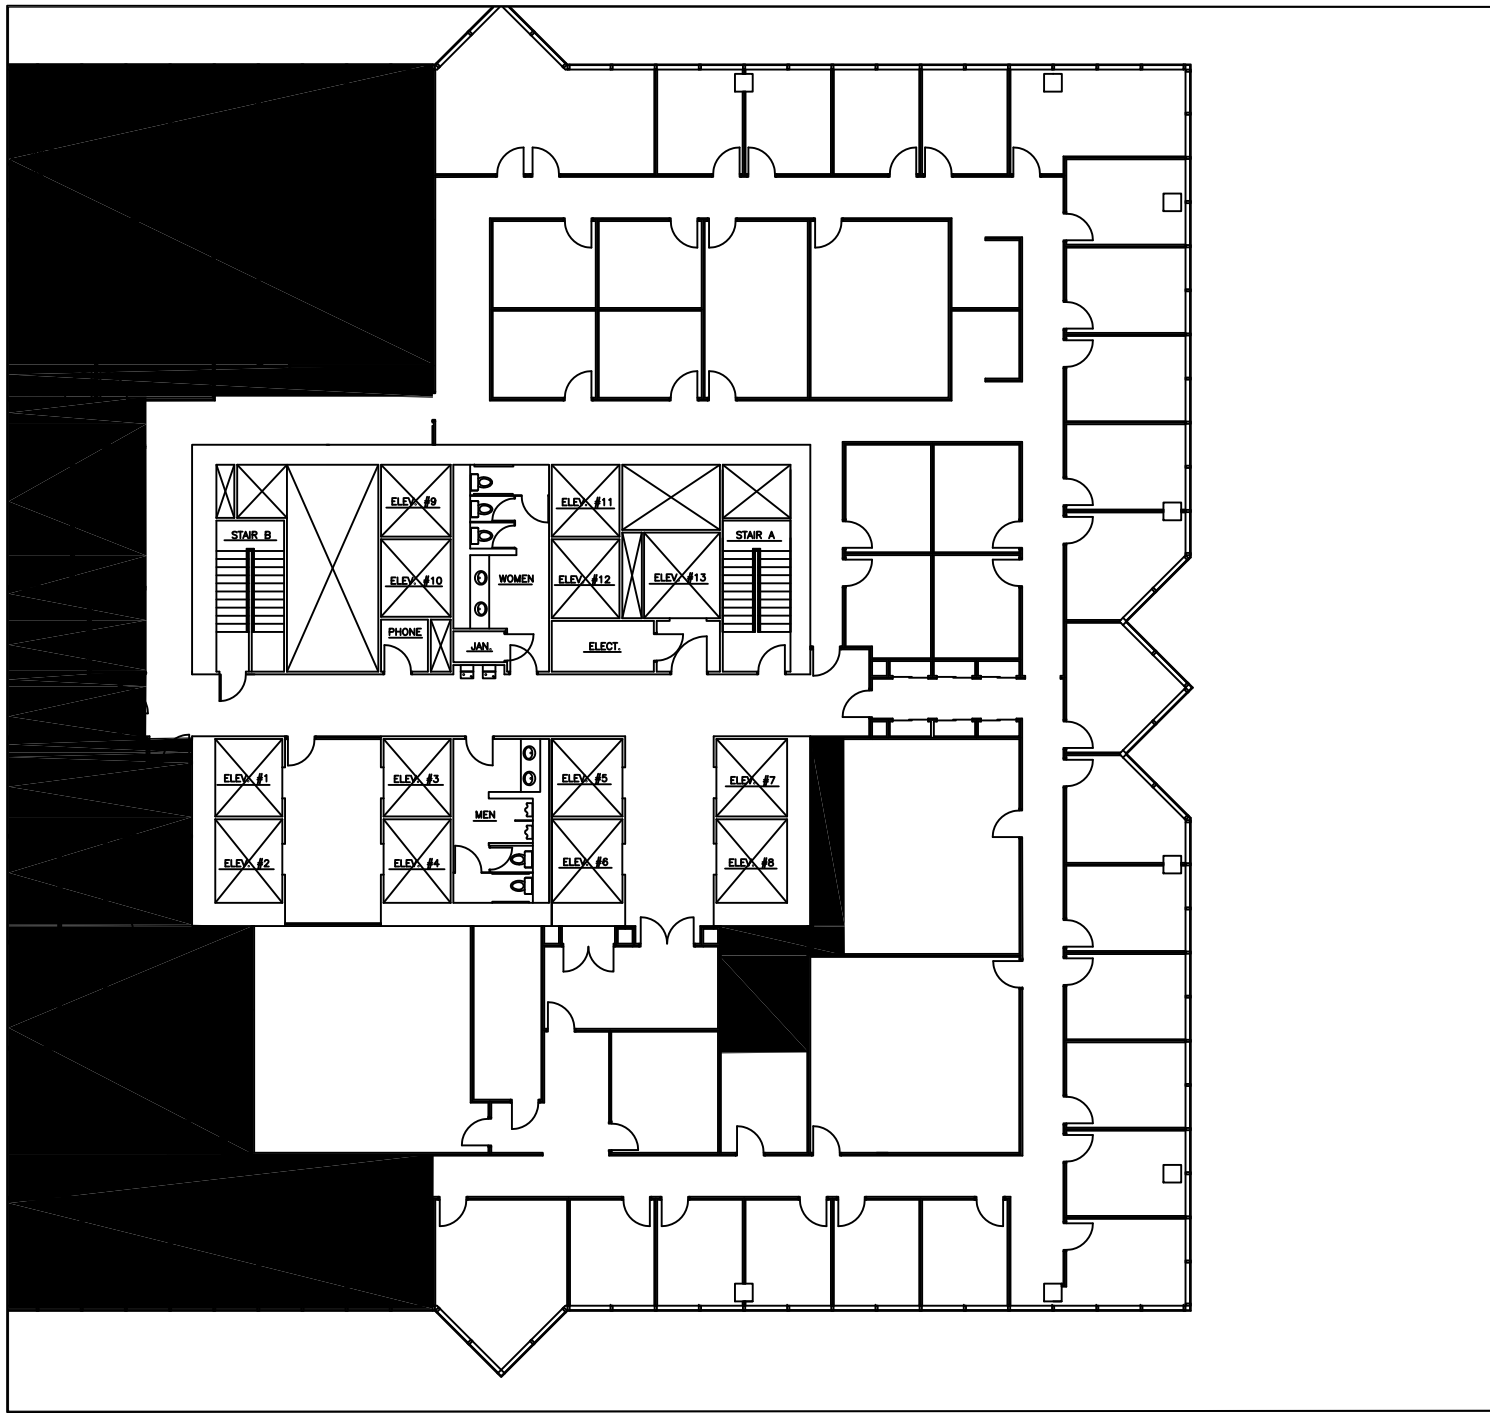 ELEV. #9
ELEV. #11
STAIR B
STAIR A
ELEV. #10
WOMEN
ELEV. #12
ELEV. #13
PHONE
JAN.
ELECT.
ELEV. #1
ELEV. #3
ELEV. #5
ELEV. #7
MEN
ELEV. #2
ELEV. #4
ELEV. #6
ELEV. #8